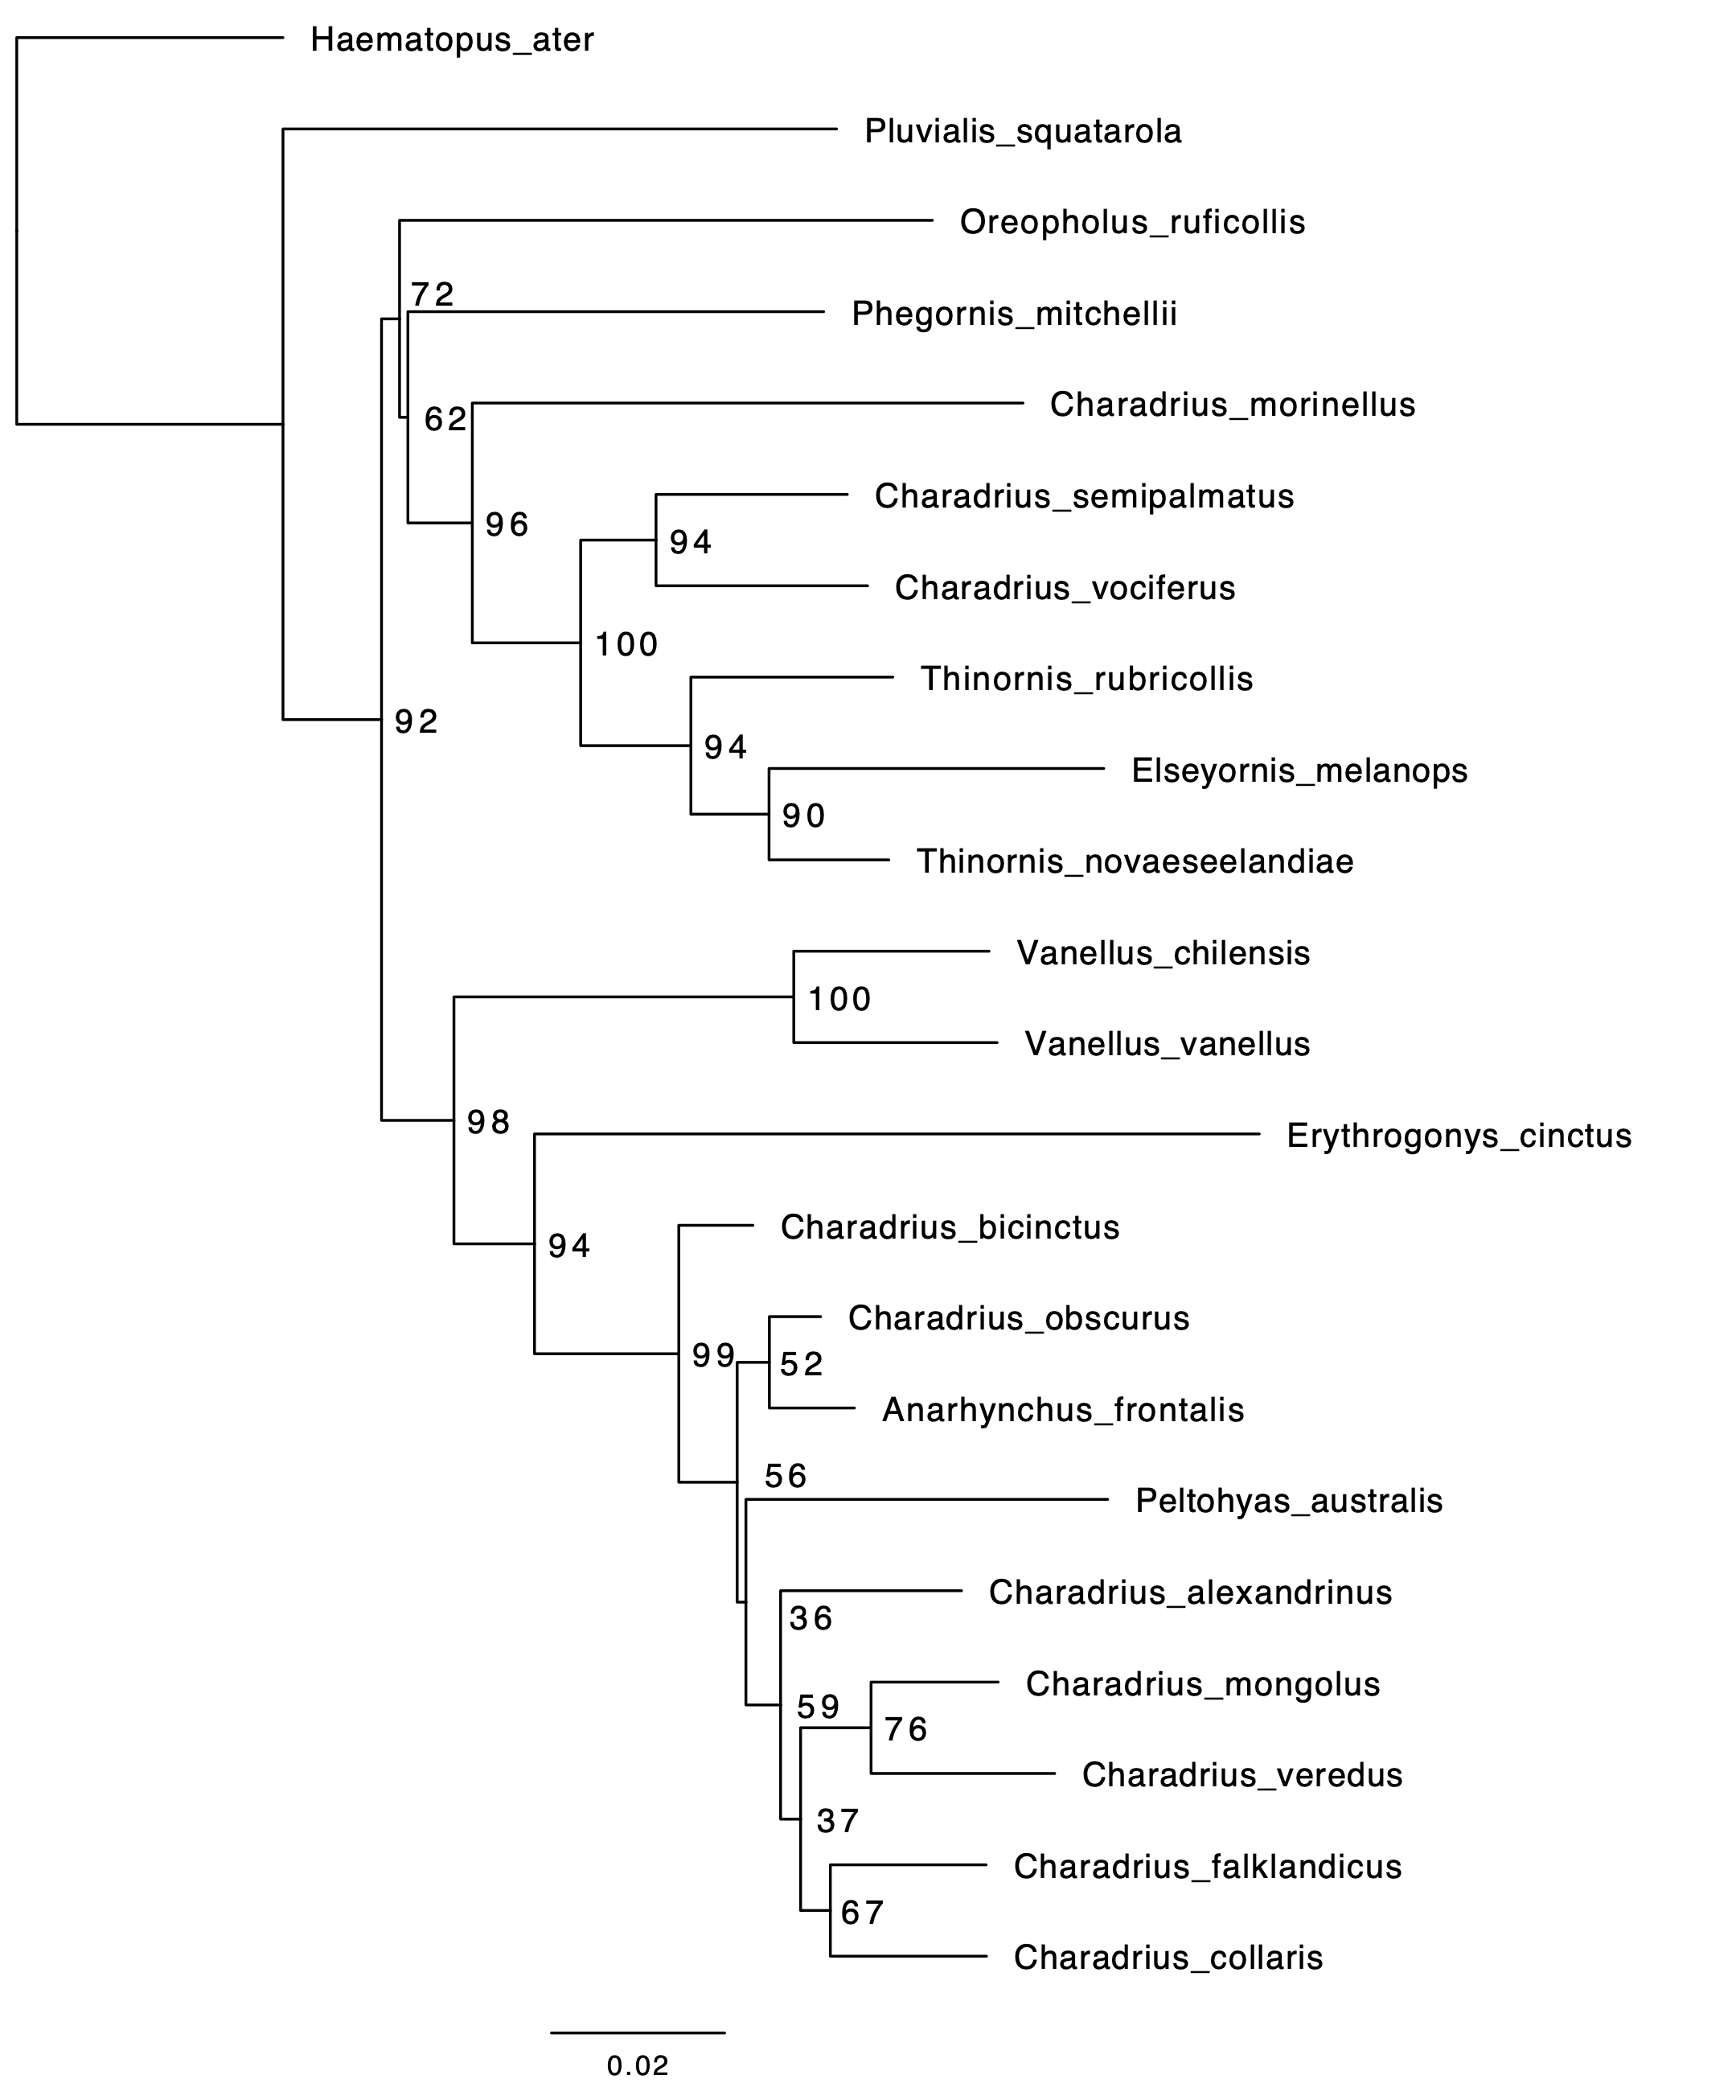 Haematopus_ater
Pluvialis_squatarola
Oreopholus_ruficollis
72
Phegornis_mitchellii
Charadrius_morinellus
62
Charadrius_semipalmatus
96
94
Charadrius_vociferus
100
Thinornis_rubricollis
92
94
Elseyornis_melanops
90
Thinornis_novaeseelandiae
Vanellus_chilensis
100
Vanellus_vanellus
98
Erythrogonys_cinctus
Charadrius_bicinctus
94
Charadrius_obscurus
99
52
Anarhynchus_frontalis
56
Peltohyas_australis
Charadrius_alexandrinus
36
Charadrius_mongolus
59
76
Charadrius_veredus
37
Charadrius_falklandicus
67
Charadrius_collaris
0.02